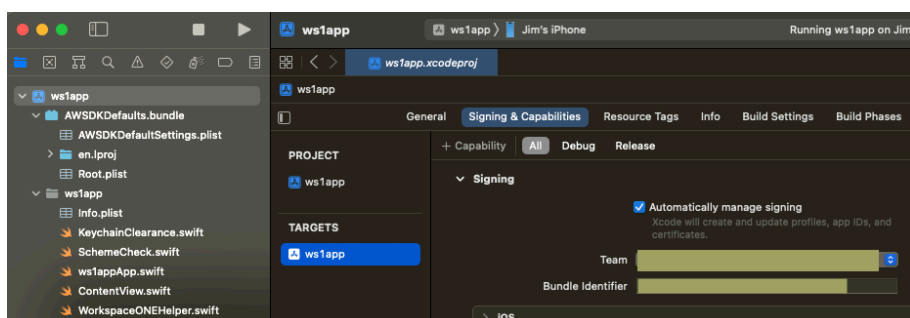 ws1app
ws1app 〉 Jim's iPhone
Running ws1app on Jim
ws1app.xcodeproj
ws1app
AWSDKDefaults.bundle
AWSDKDefaultSettings.plist
en.lproj
Root.plist
ws1app
Info.plist
KeychainClearance.swift
SchemeCheck.swift
ws1appApp.swift
ContentView.swift
WorkspaceONEHelper.swift
ws1app
General Signing & Capabilities Resource Tags Info Build Settings Build Phases
+ Capability All Debug Release
PROJECT
ws1app
TARGETS
ws1app
Signing
Automatically manage signing
Xcode will create and update profiles, app IDs, and
certificates.
Team
Bundle Identifier
iOS